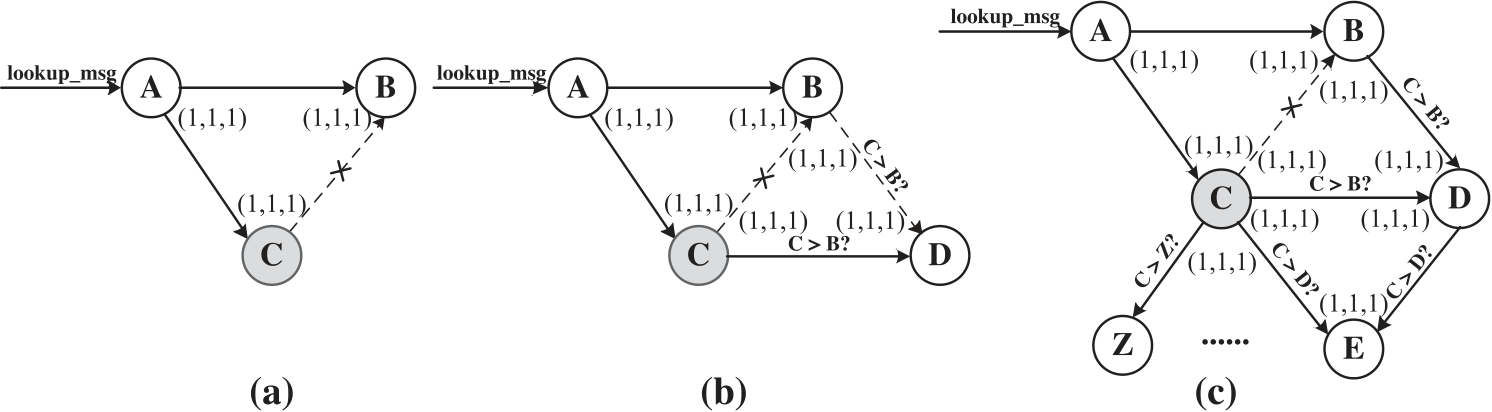 lookup_msg
A
B
(1,1,1)
(1,1,1)
(1,1,1)
C
(a)
lookup_msg
A
B
(1,1,1)
(1,1,1)
C > B?
(1,1,1)
(1,1,1)
(1,1,1)
(1,1,1)
C > B?
C
D
(b)
lookup_msg
A
B
(1,1,1)
(1,1,1)
(1,1,1)
C > B?
(1,1,1)
(1,1,1)
(1,1,1)
C > B?
C
D
(1,1,1)
(1,1,1)
C > Z?
(1,1,1)
C > D?
C > D?
(1,1,1)
Z
......
E
(c)